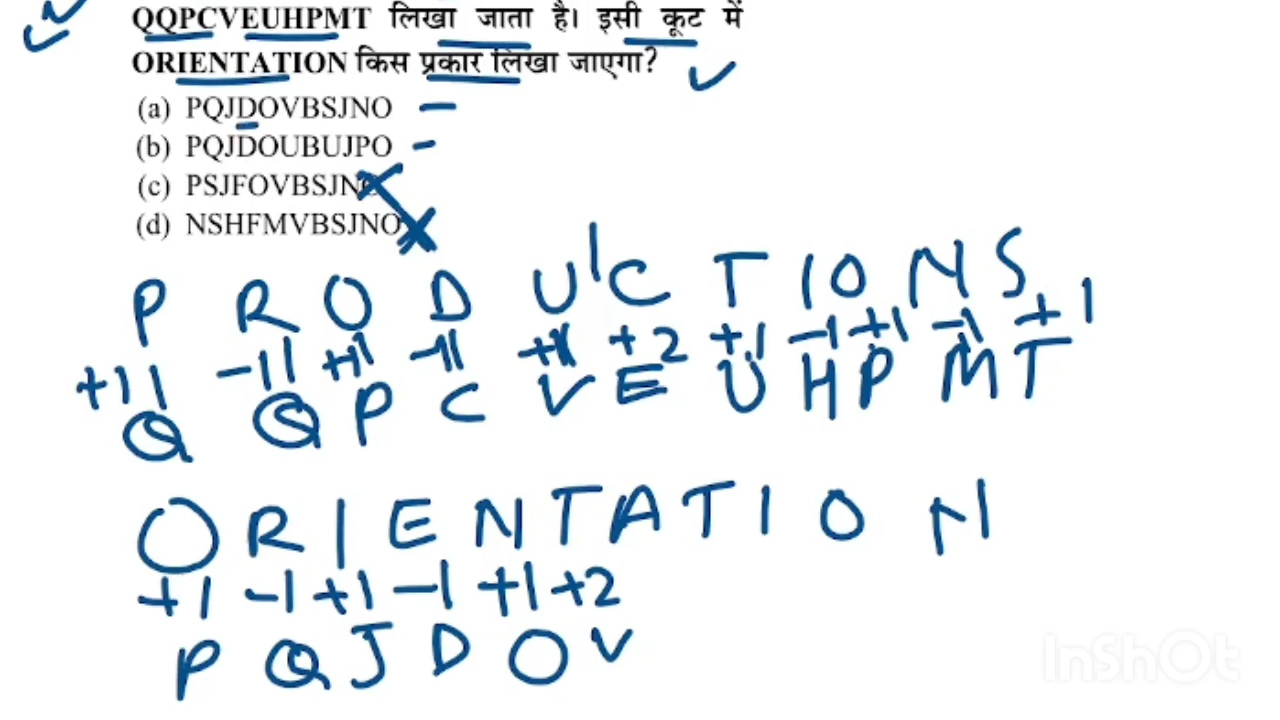 QQPCVEUHPMT लिखा जाता है। इसी कूट में
ORIENTATION किस प्रकार लिखा जाएगा?
(a) PQJDOVBSJNO
(b) PQJDOUBUJPO
(c) PSJFOVBSJNO
(d) NSHFMVBSJNO
P R O D U C T I O N S
+1 -1 +1 -1 +1 +2 +1 -1 +1 -1 +1
Q Q P C V E U H P M T
O R I E N T A T I O N
+1 -1 +1 -1 +1 +2
P Q J D O V
InShOt